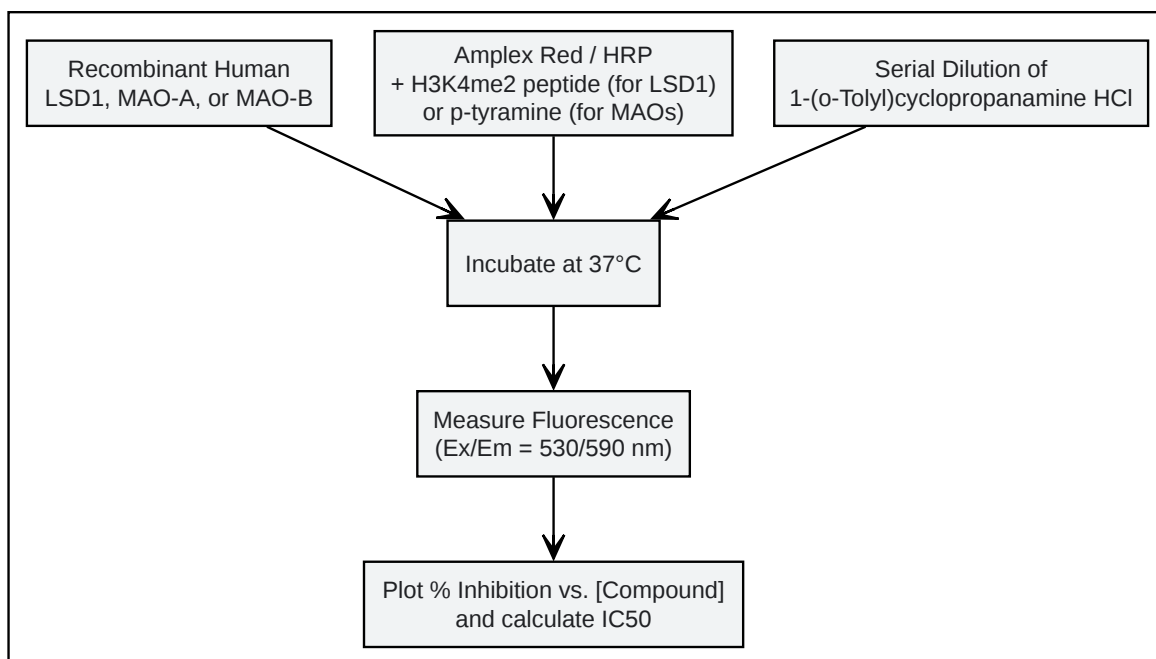 Recombinant Human
LSD1, MAO-A, or MAO-B
Amplex Red / HRP
+ H3K4me2 peptide (for LSD1)
or p-tyramine (for MAOs)
Serial Dilution of
1-(o-Tolyl)cyclopropanamine HCl
Incubate at 37°C
Measure Fluorescence
(Ex/Em = 530/590 nm)
Plot % Inhibition vs. [Compound]
and calculate IC50